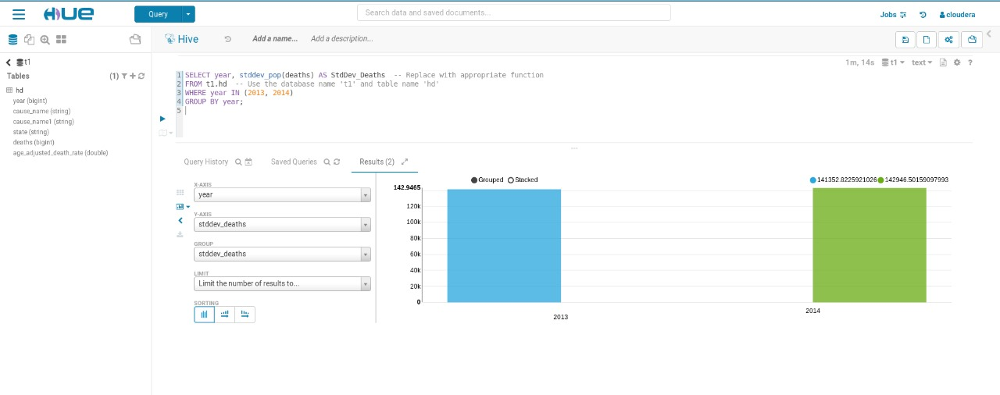 HUE
Query
Search data and saved documents...
Jobs
cloudera
Hive
Add a name...
Add a description...
t1
Tables
(1)
hd
year (bigint)
cause_name (string)
cause_name1 (string)
state (string)
deaths (bigint)
age_adjusted_death_rate (double)
1m, 14s
t1
text
?
1 SELECT year, stddev_pop(deaths) AS StdDev_Deaths -- Replace with appropriate function
2 FROM t1.hd -- Use the database name 't1' and table name 'hd'
3 WHERE year IN (2013, 2014)
4 GROUP BY year;
5
Query History
Saved Queries
Results (2)
X-AXIS
year
Y-AXIS
stddev_deaths
GROUP
stddev_deaths
LIMIT
Limit the number of results to...
SORTING
Grouped Stacked
141352.8225921026 142946.50159097993
142.9465
120k
100k
80k
60k
40k
20k
0
2013
2014